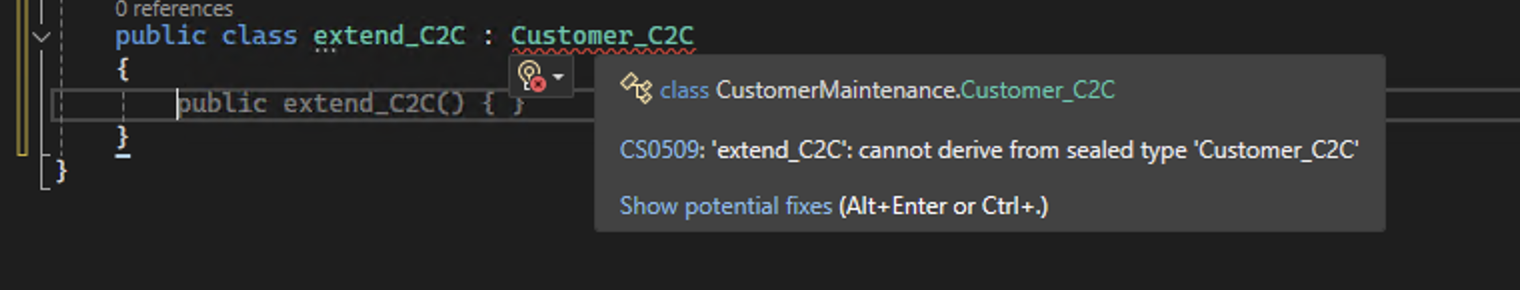 0 references
public class extend_C2C : Customer_C2C
{
public extend_C2C() { }
}
}
class CustomerMaintenance.Customer_C2C
CS0509: 'extend_C2C': cannot derive from sealed type 'Customer_C2C'
Show potential fixes (Alt+Enter or Ctrl+.)